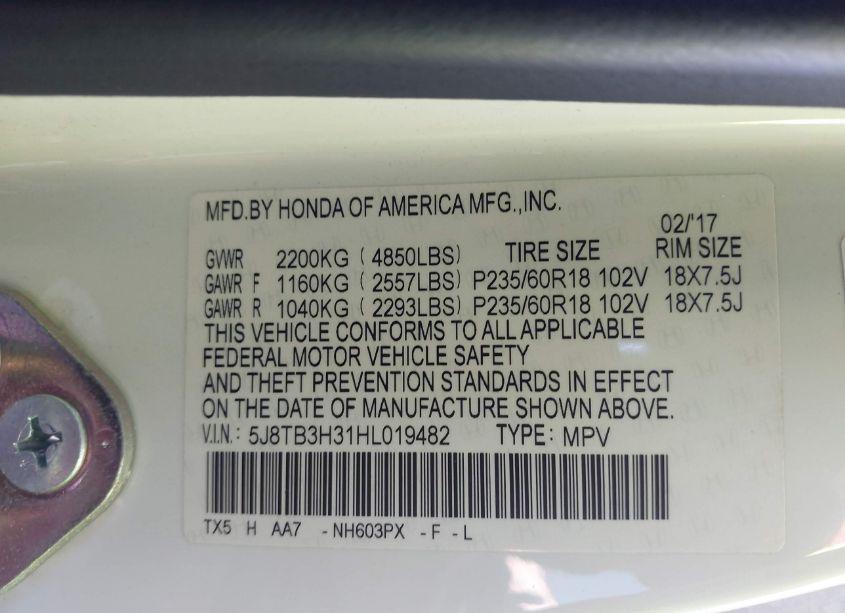 MFD.BY HONDA OF AMERICA MFG.,INC.
02/'17
GVWR 2200KG ( 4850LBS) TIRE SIZE RIM SIZE
GAWR F 1160KG ( 2557LBS) P235/60R18 102V 18X7.5J
GAWR R 1040KG ( 2293LBS) P235/60R18 102V 18X7.5J
THIS VEHICLE CONFORMS TO ALL APPLICABLE
FEDERAL MOTOR VEHICLE SAFETY
AND THEFT PREVENTION STANDARDS IN EFFECT
ON THE DATE OF MANUFACTURE SHOWN ABOVE.
V.I.N.: 5J8TB3H31HL019482 TYPE: MPV
TX5 H AA7 -NH603PX -F -L